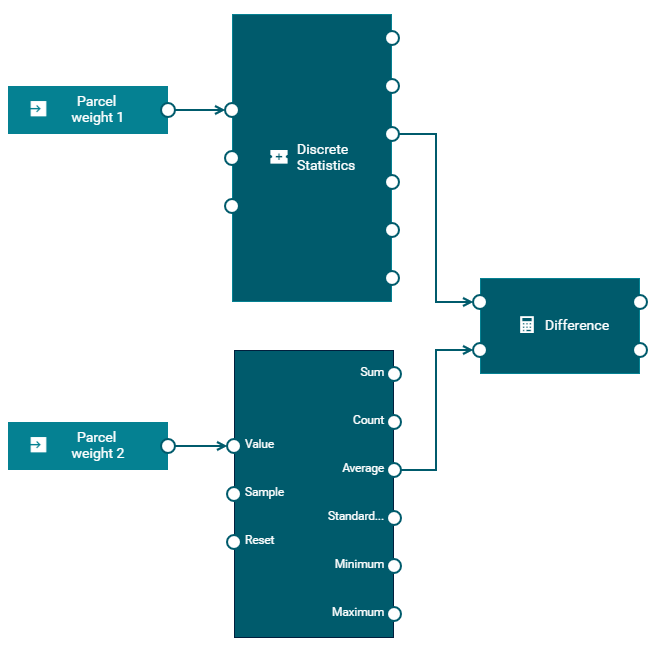 Parcel
weight 1
Discrete
Statistics
Difference
Parcel
weight 2
Sum
Count
Value
Average
Sample
Standard...
Reset
Minimum
Maximum